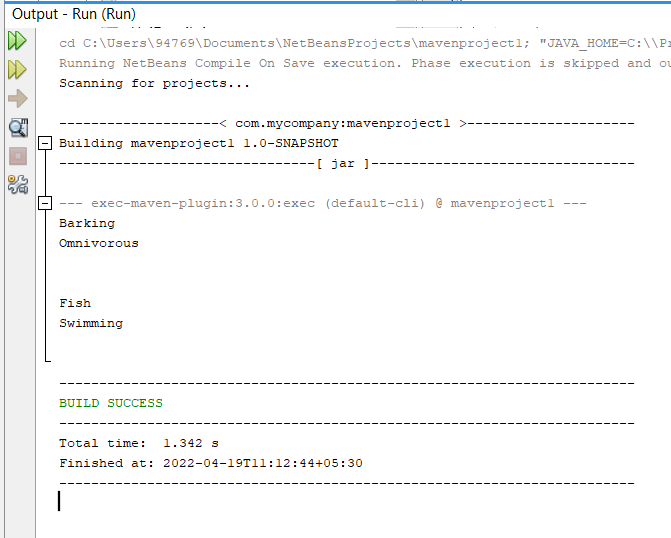 Output - Run (Run)
cd C:\Users\94769\Documents\NetBeansProjects\mavenproject1; "JAVA_HOME=C:\\Pr
Running NetBeans Compile On Save execution. Phase execution is skipped and ou
Scanning for projects...
--------------------< com.mycompany:mavenproject1 >---------------------
Building mavenproject1 1.0-SNAPSHOT
--------------------------------[ jar ]---------------------------------
--- exec-maven-plugin:3.0.0:exec (default-cli) @ mavenproject1 ---
Barking
Omnivorous
Fish
Swimming
------------------------------------------------------------------------
BUILD SUCCESS
------------------------------------------------------------------------
Total time:  1.342 s
Finished at: 2022-04-19T11:12:44+05:30
------------------------------------------------------------------------